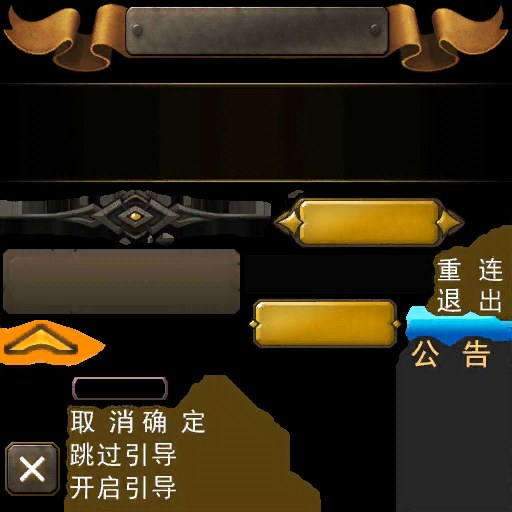 重 连
退 出
公 告
取 消 确 定
跳过引导
开启引导